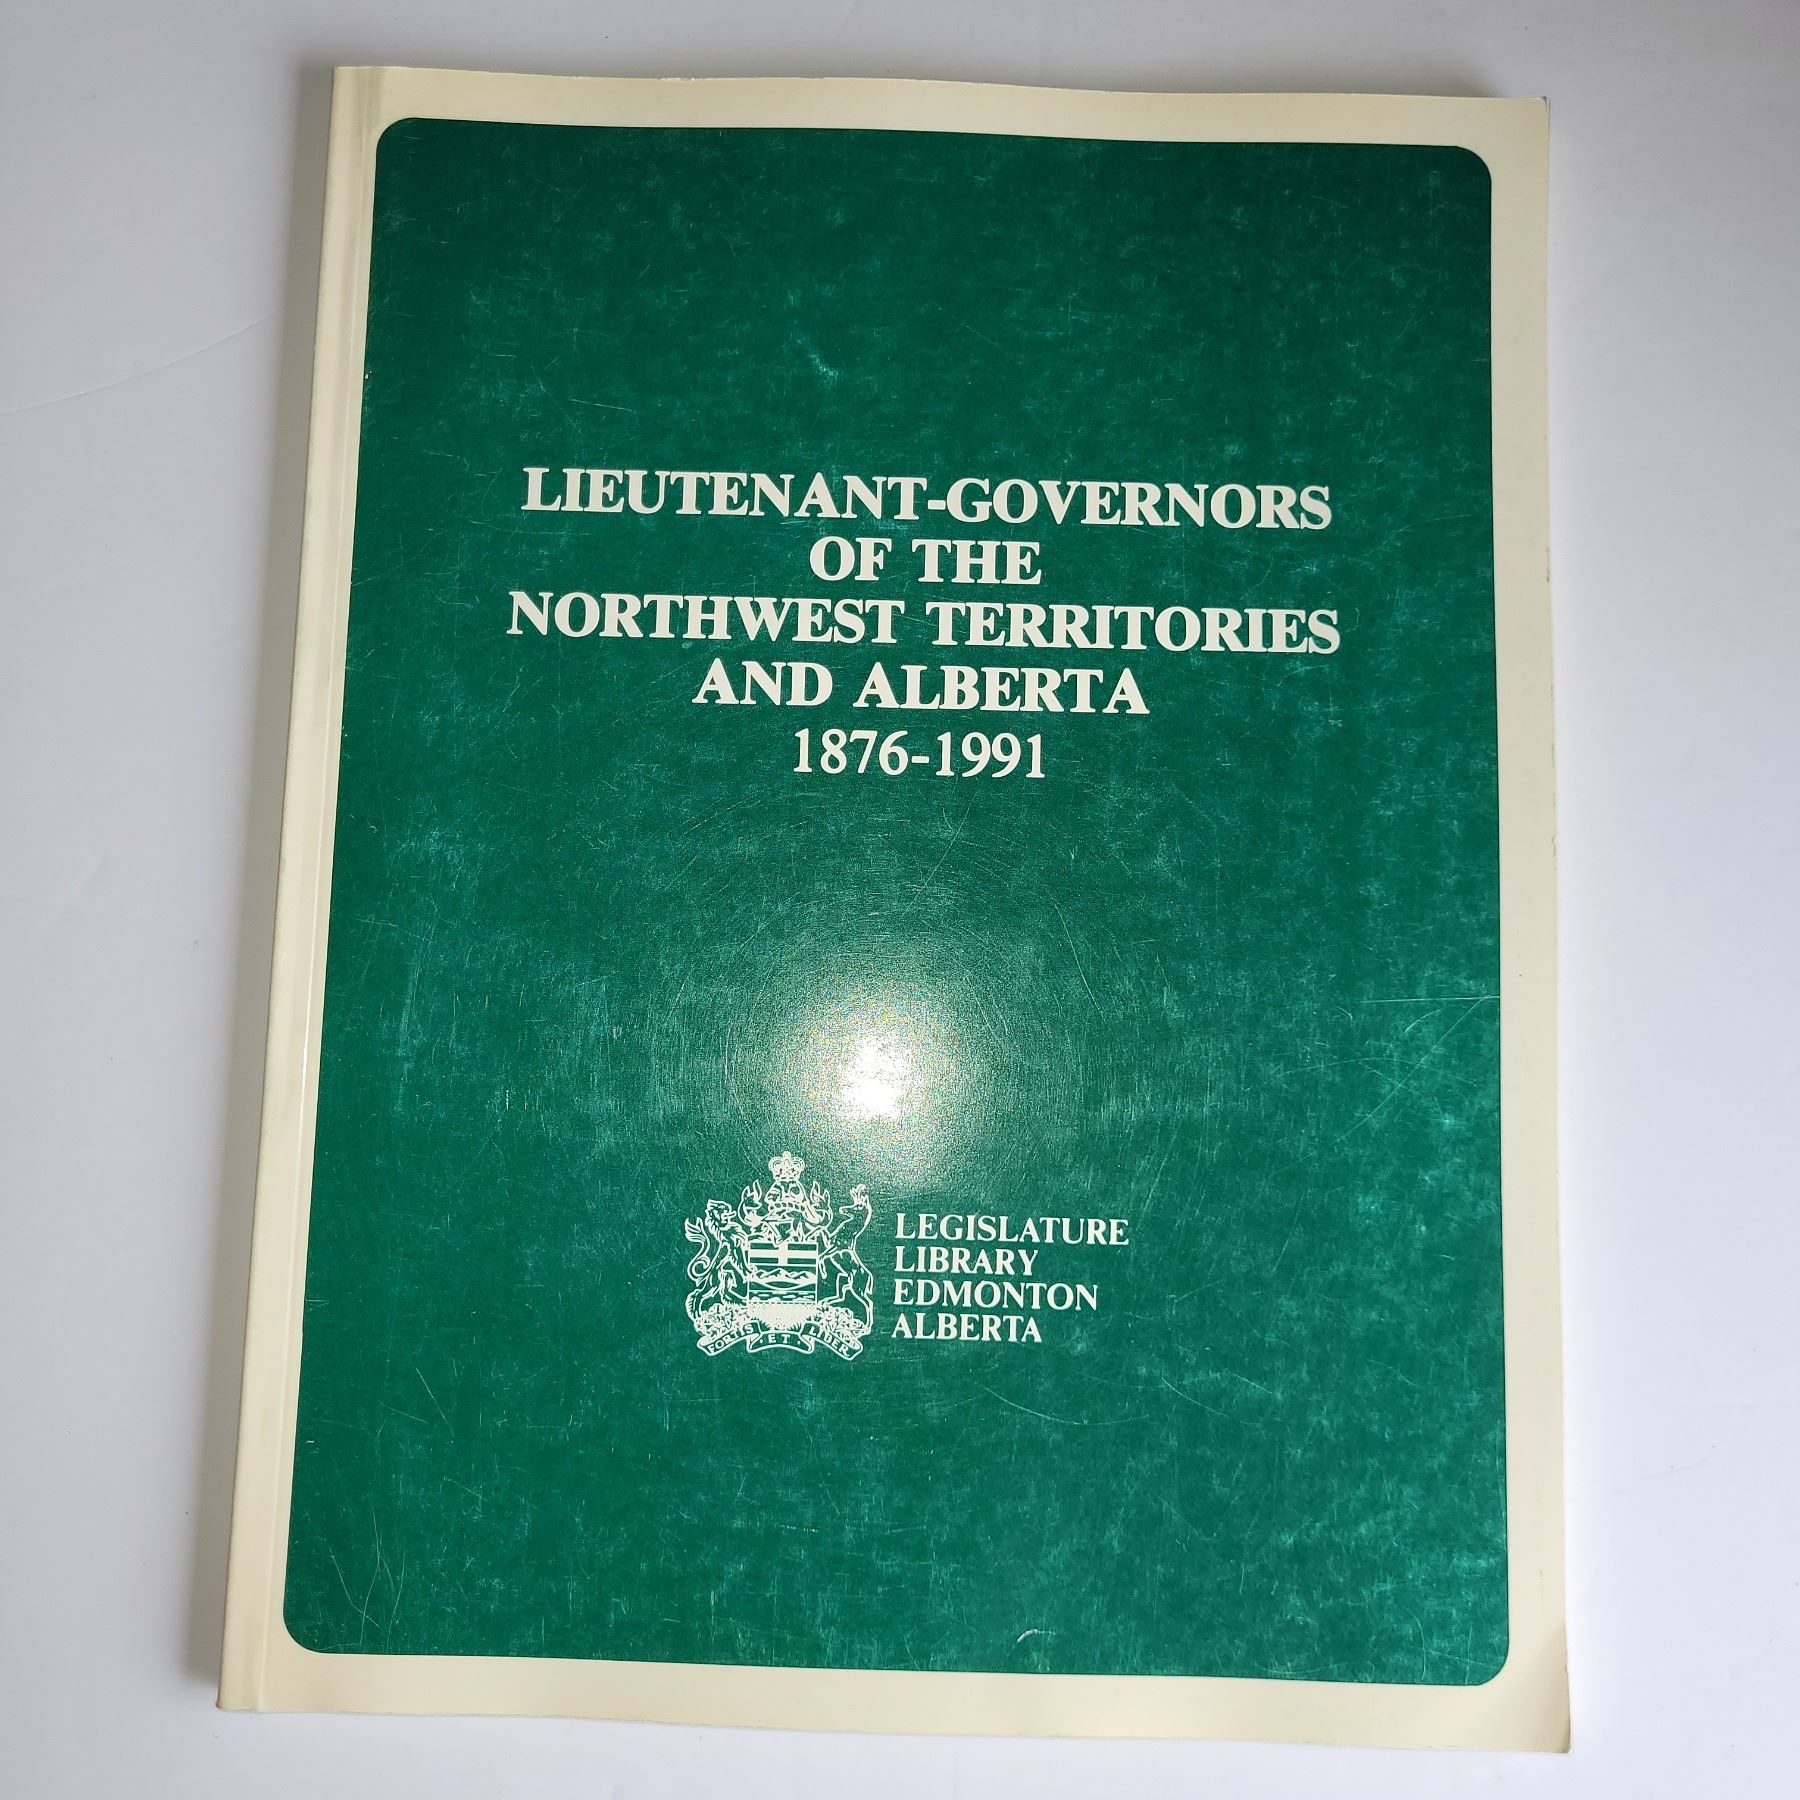 LIEUTENANT-GOVERNORS
OF THE
NORTHWEST TERRITORIES
AND ALBERTA
1876-1991
LEGISLATURE
LIBRARY
EDMONTON
ALBERTA
FORTIS ET LIBER